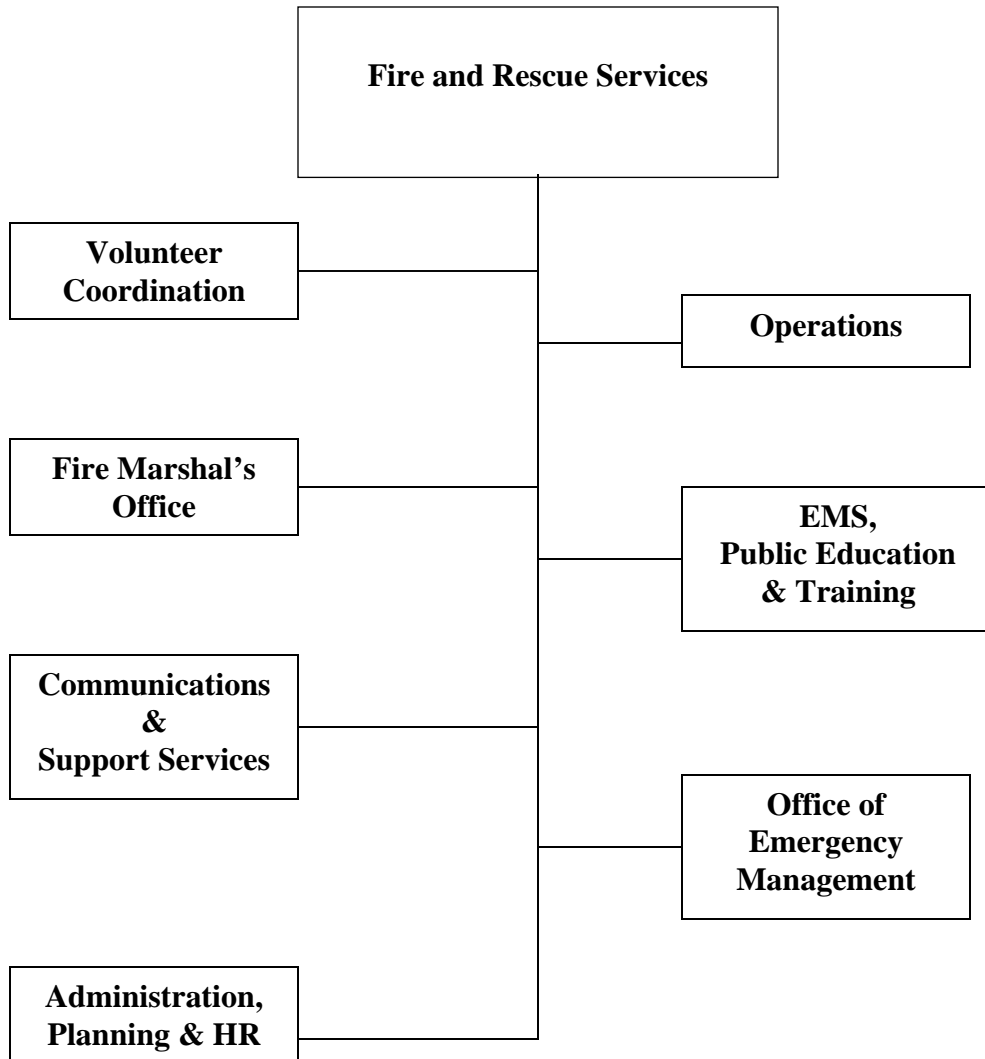 Fire and Rescue Services
Volunteer
Coordination
Operations
Fire Marshal’s
Office
EMS,
Public Education
& Training
Communications
&
Support Services
Office of
Emergency
Management
Administration,
Planning & HR